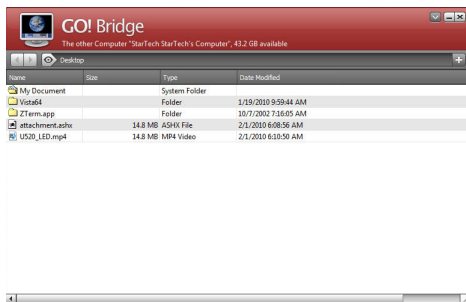 GO! Bridge
The other Computer "StarTech StarTech's Computer", 43.2 GB available
Desktop
Name Size Type Date Modified
My Document System Folder
Vista64 Folder 1/19/2010 9:59:44 AM
ZTerm.app Folder 10/7/2002 7:16:05 AM
attachment.ashx 14.8 MB ASHX File 2/1/2010 6:08:56 AM
U520_LED.mp4 14.8 MB MP4 Video 2/1/2010 6:10:50 AM